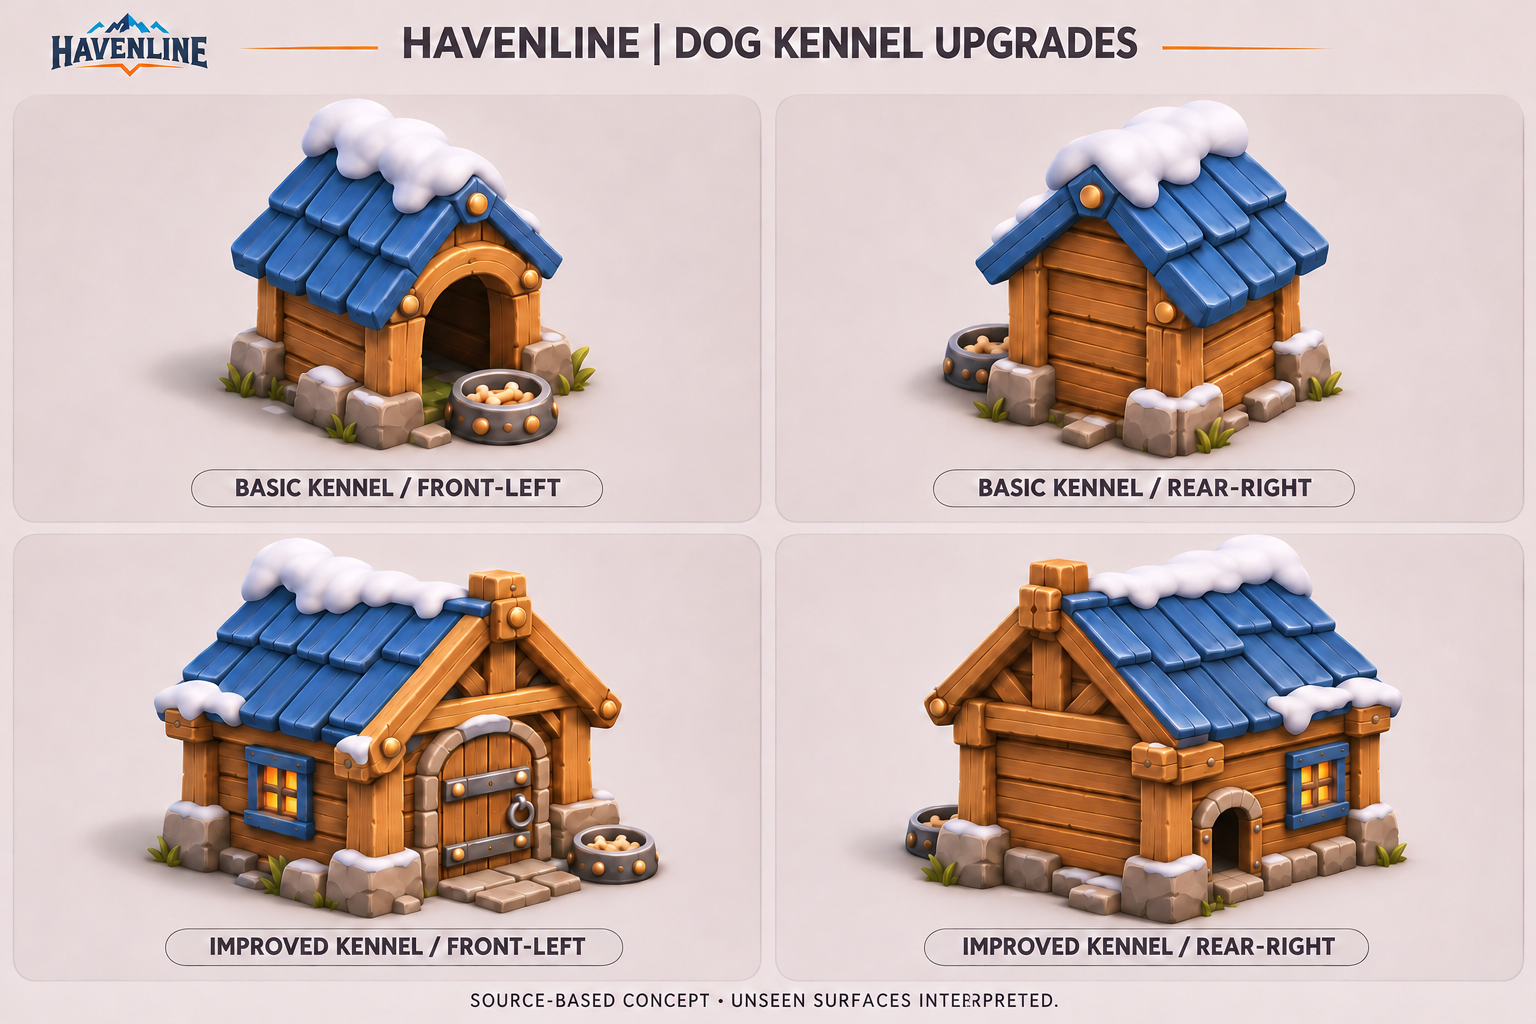 HAVENLINE
HAVENLINE | DOG KENNEL UPGRADES
BASIC KENNEL / FRONT-LEFT
BASIC KENNEL / REAR-RIGHT
IMPROVED KENNEL / FRONT-LEFT
IMPROVED KENNEL / REAR-RIGHT
SOURCE-BASED CONCEPT • UNSEEN SURFACES INTERPRETED.